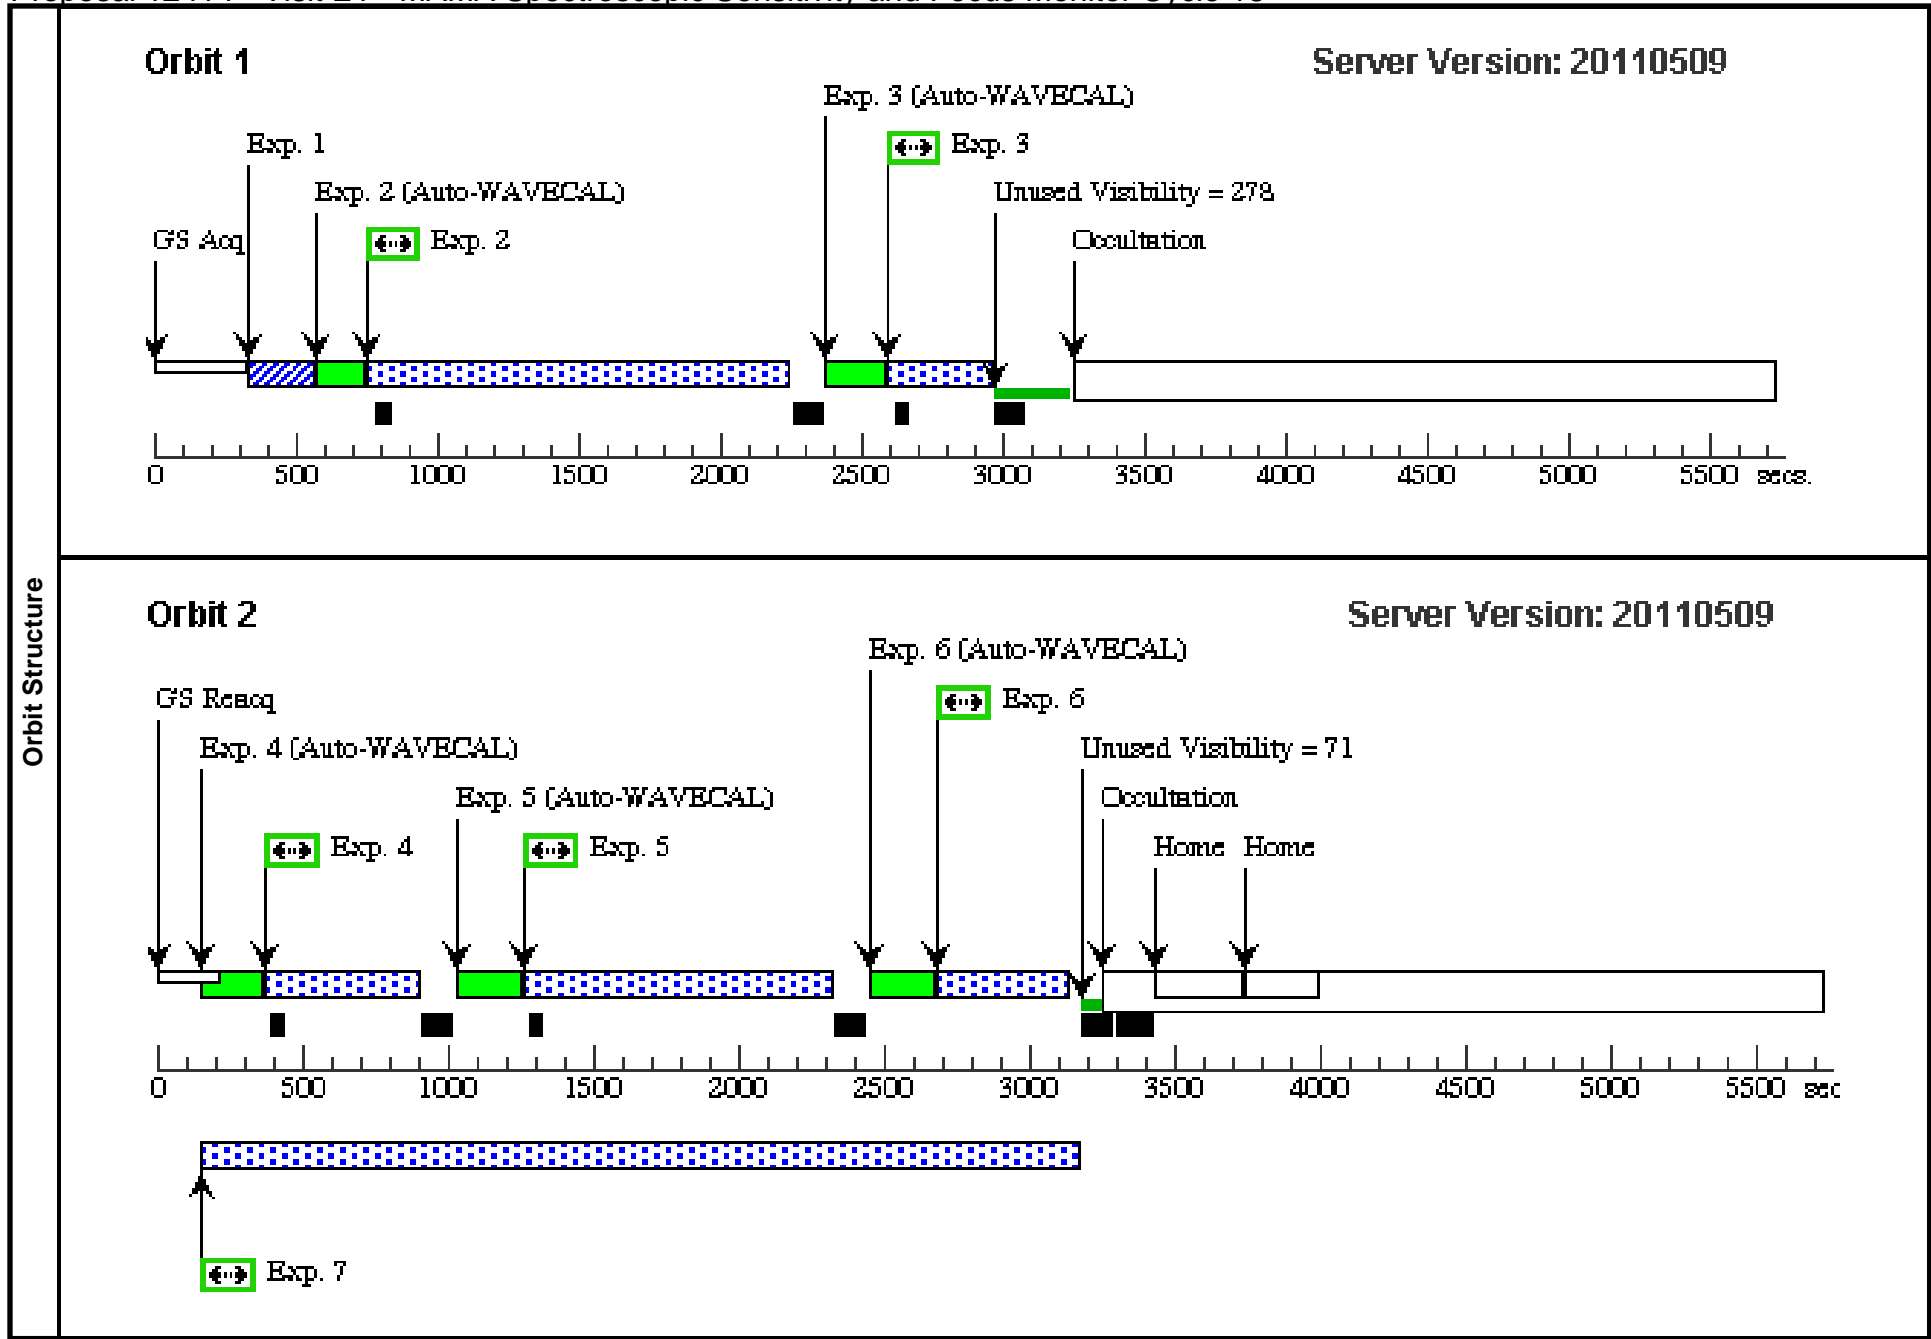 Orbit Structure
Orbit 1
Server Version: 20110509
Exp. 3 (Auto-WAVECAL)
Exp. 1
Exp. 3
Exp. 2 (Auto-WAVECAL)
Unused Visibility = 278
GS Acq
Exp. 2
Occultation
0 500 1000 1500 2000 2500 3000 3500 4000 4500 5000 5500 secs.
Orbit 2
Server Version: 20110509
Exp. 6 (Auto-WAVECAL)
GS Reacq
Exp. 6
Exp. 4 (Auto-WAVECAL)
Unused Visibility = 71
Exp. 5 (Auto-WAVECAL)
Occultation
Exp. 4
Exp. 5
Home Home
0 500 1000 1500 2000 2500 3000 3500 4000 4500 5000 5500 sec
Exp. 7